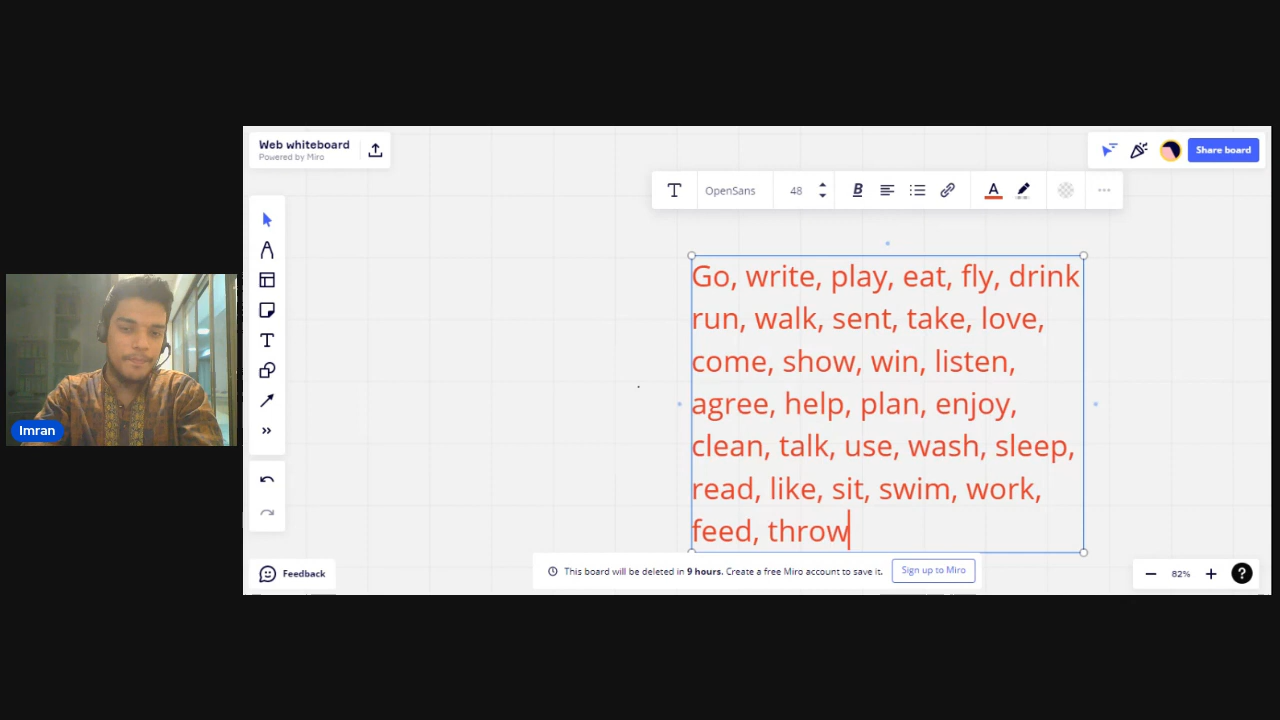 Web whiteboard
Powered by Miro
Share board
OpenSans
48
B
A
Go, write, play, eat, fly, drink
run, walk, sent, take, love,
come, show, win, listen,
agree, help, plan, enjoy,
clean, talk, use, wash, sleep,
read, like, sit, swim, work,
feed, throw
Imran
This board will be deleted in 9 hours. Create a free Miro account to save it.
Sign up to Miro
Feedback
82%
?